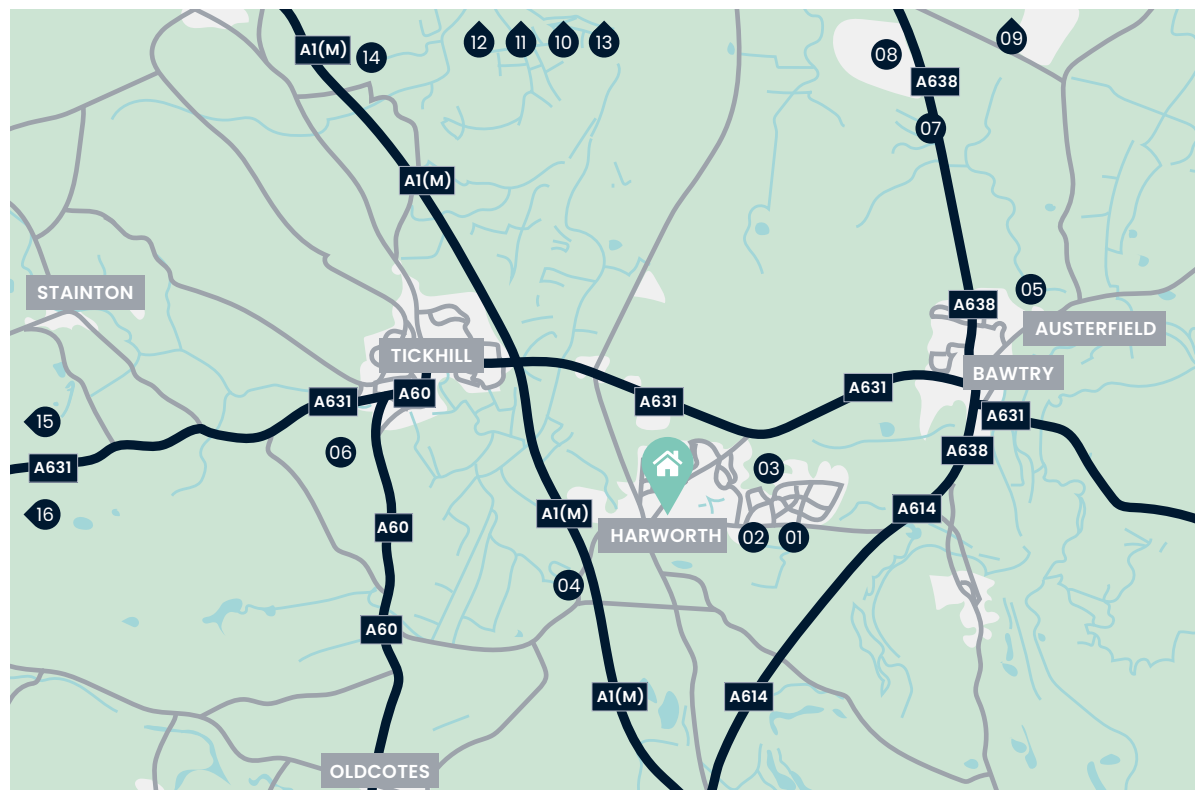 12
11
10
13
09
A1(M)
14
08
A638
07
A1(M)
STAINTON
05
A638
AUSTERFIELD
TICKHILL
BAWTRY
A631
A60
A631
A631
A631
15
06
A638
A631
03
16
A1(M)
A614
A60
HARWORTH
02
01
04
A60
A1(M)
A614
OLDCOTES